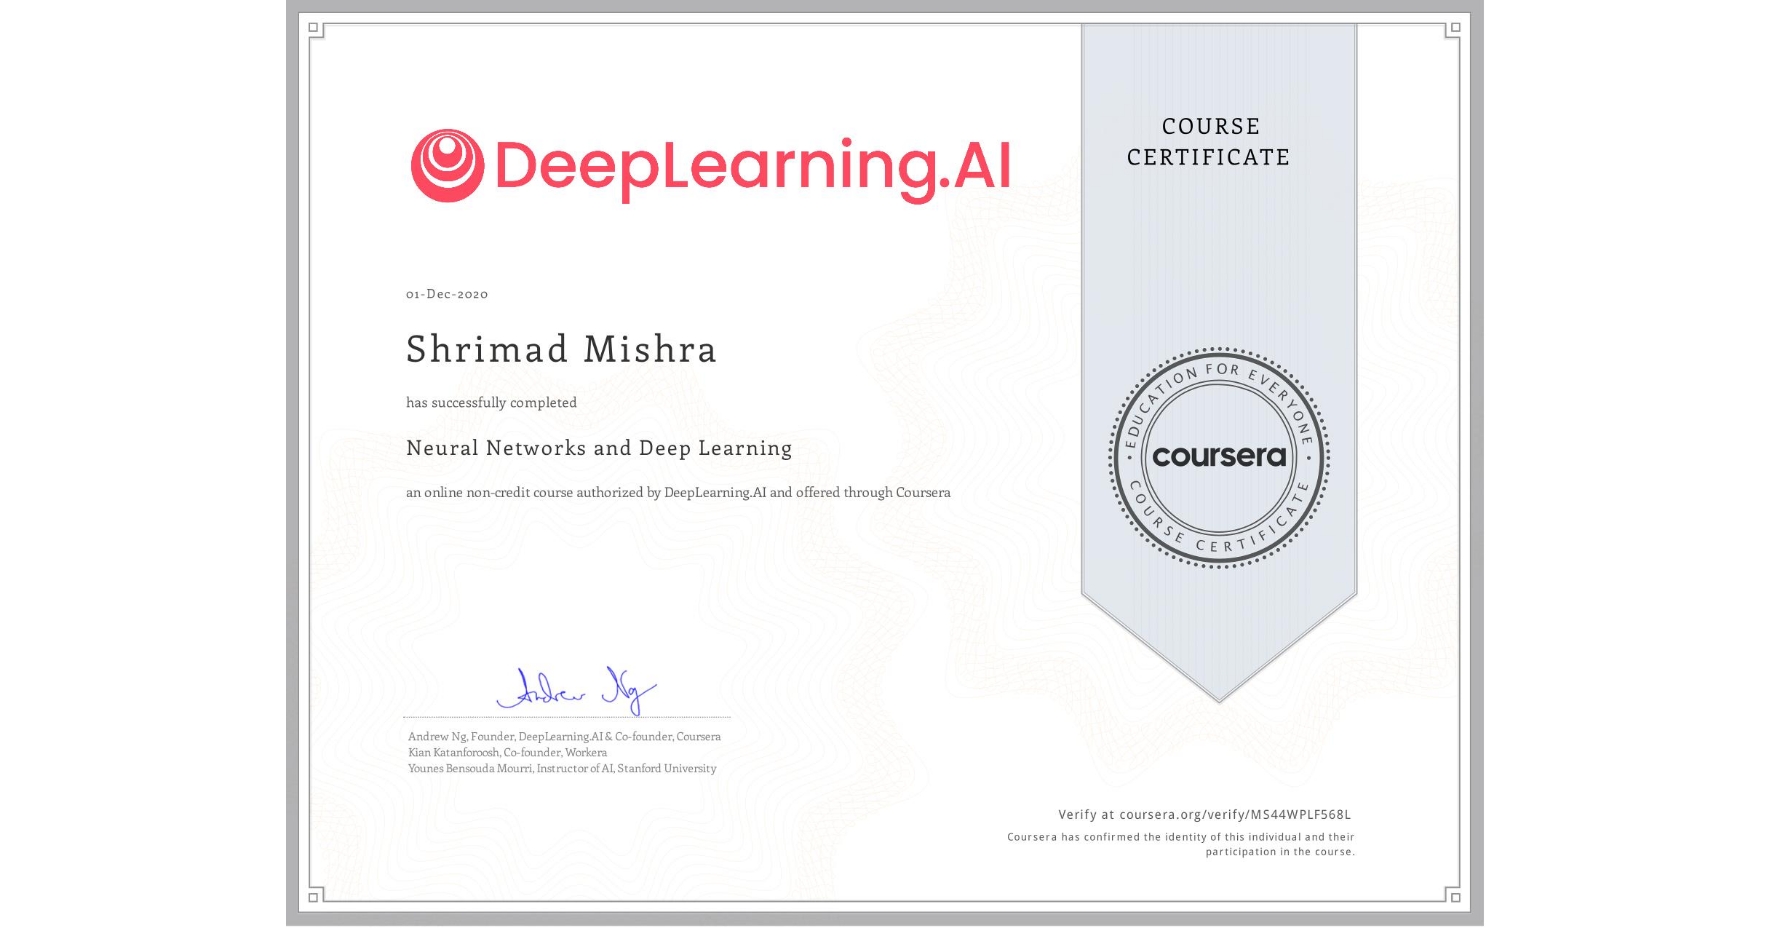 DeepLearning.AI
COURSE
CERTIFICATE
01-Dec-2020
Shrimad Mishra
has successfully completed
Neural Networks and Deep Learning
an online non-credit course authorized by DeepLearning.AI and offered through Coursera
EDUCATION FOR EVERYONE
coursera
COURSE CERTIFICATE
Andrew Ng
Andrew Ng, Founder, DeepLearning.AI & Co-founder, Coursera
Kian Katanforoosh, Co-founder, Workera
Younes Bensouda Mourri, Instructor of AI, Stanford University
Verify at coursera.org/verify/MS44WPLF568L
Coursera has confirmed the identity of this individual and their
participation in the course.